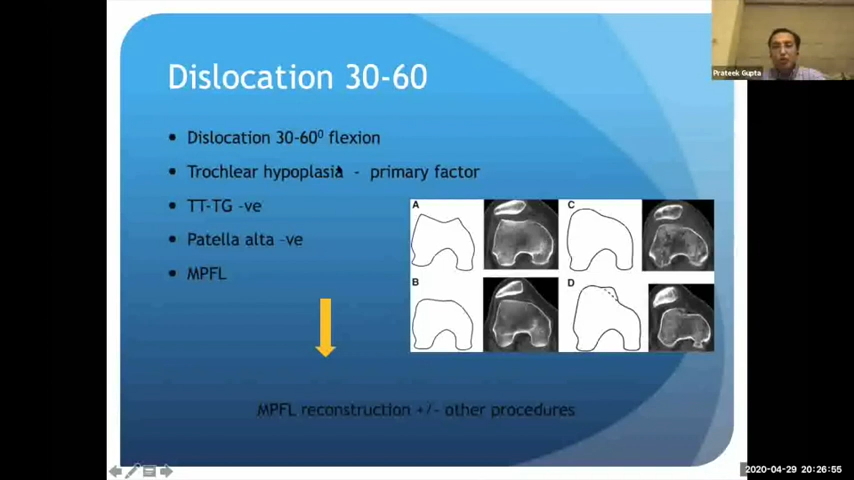 Dislocation 30-60
Prateek Gupta
• Dislocation 30-60⁰ flexion
• Trochlear hypoplasia - primary factor
• TT-TG -ve
• Patella alta -ve
• MPFL
A
C
B
D
MPFL reconstruction +/- other procedures
2020-04-29 20:26:55